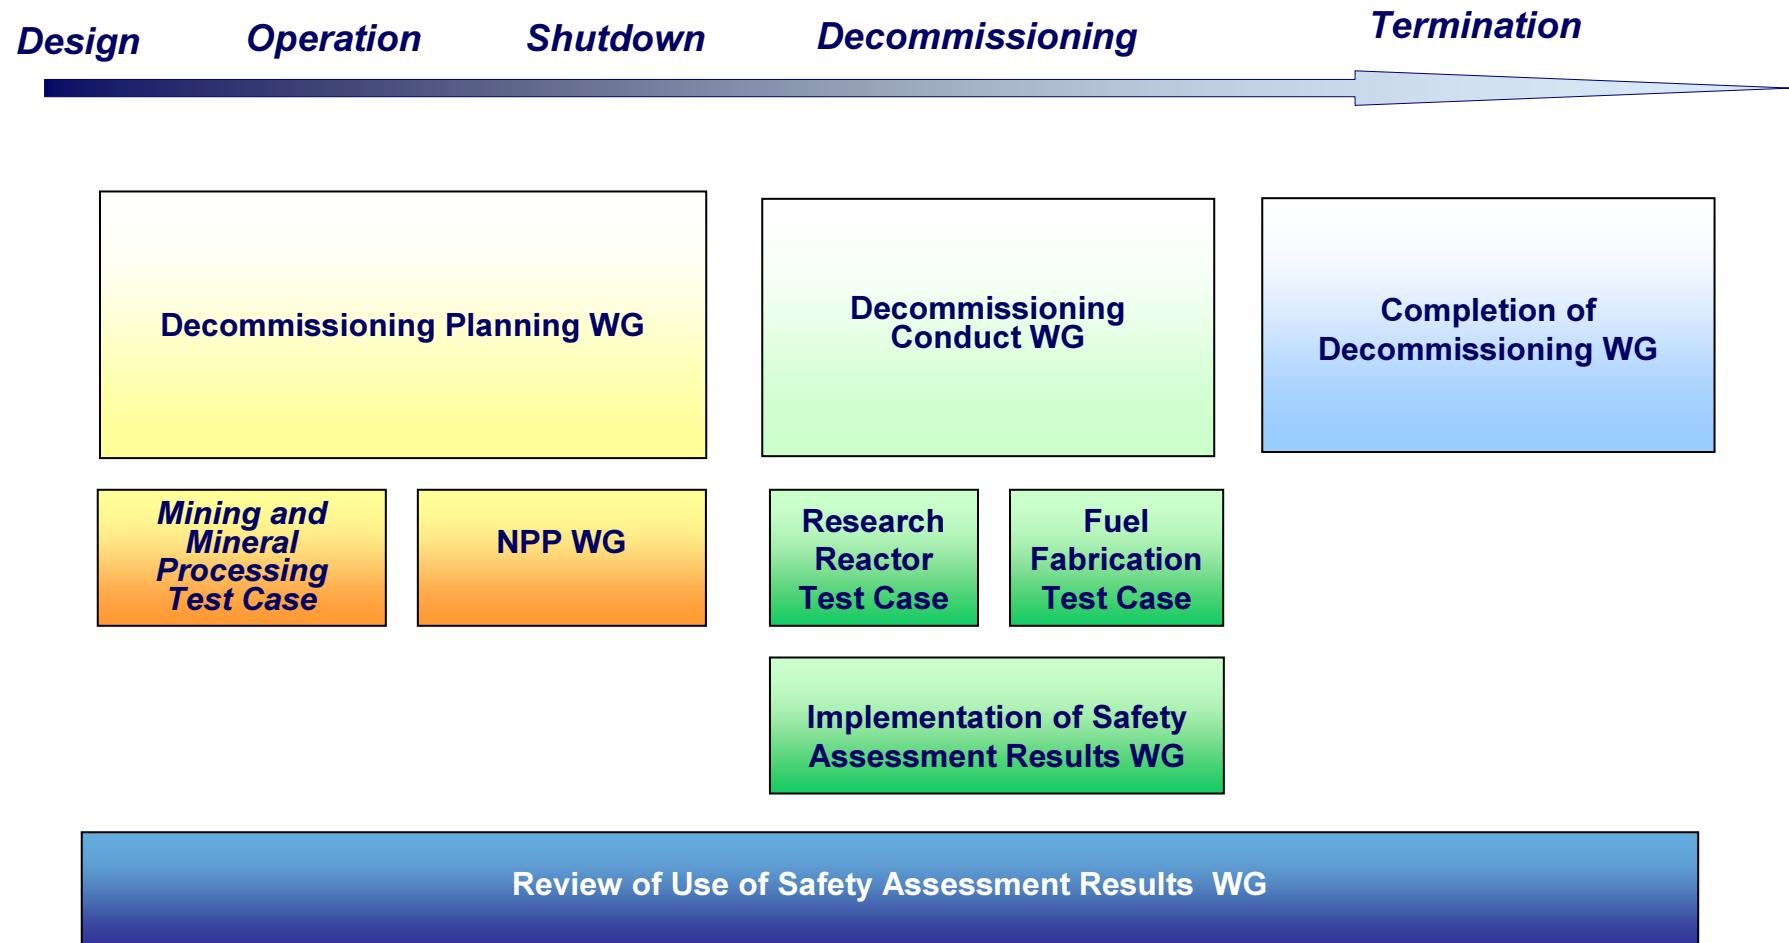 Design Operation Shutdown Decommissioning Termination
Decommissioning Planning WG
Decommissioning
Conduct WG
Completion of
Decommissioning WG
Mining and
Mineral
Processing
Test Case
NPP WG
Research
Reactor
Test Case
Fuel
Fabrication
Test Case
Implementation of Safety
Assessment Results WG
Review of Use of Safety Assessment Results WG